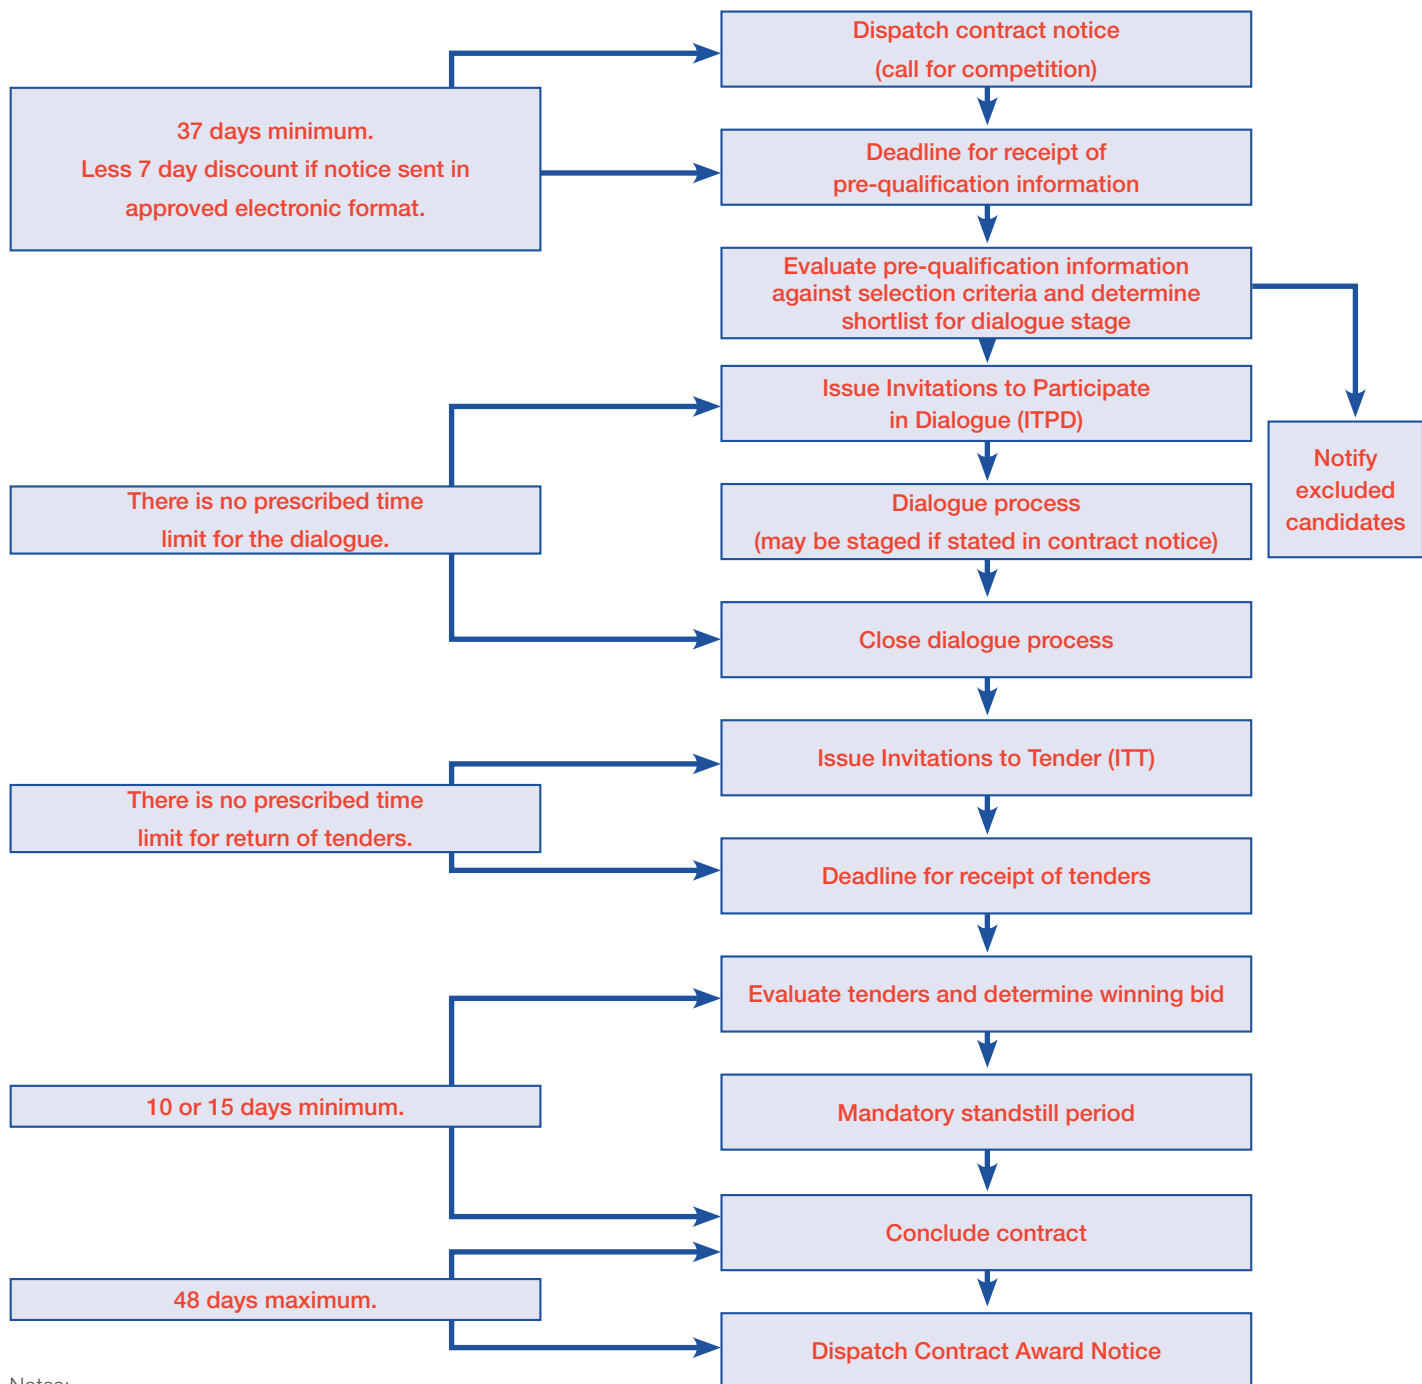 Dispatch contract notice
(call for competition)
37 days minimum.
Less 7 day discount if notice sent in
approved electronic format.
Deadline for receipt of
pre-qualification information
Evaluate pre-qualification information
against selection criteria and determine
shortlist for dialogue stage
Issue Invitations to Participate
in Dialogue (ITPD)
Notify
excluded
candidates
There is no prescribed time
limit for the dialogue.
Dialogue process
(may be staged if stated in contract notice)
Close dialogue process
Issue Invitations to Tender (ITT)
There is no prescribed time
limit for return of tenders.
Deadline for receipt of tenders
Evaluate tenders and determine winning bid
10 or 15 days minimum.
Mandatory standstill period
Conclude contract
48 days maximum.
Dispatch Contract Award Notice
Notes: